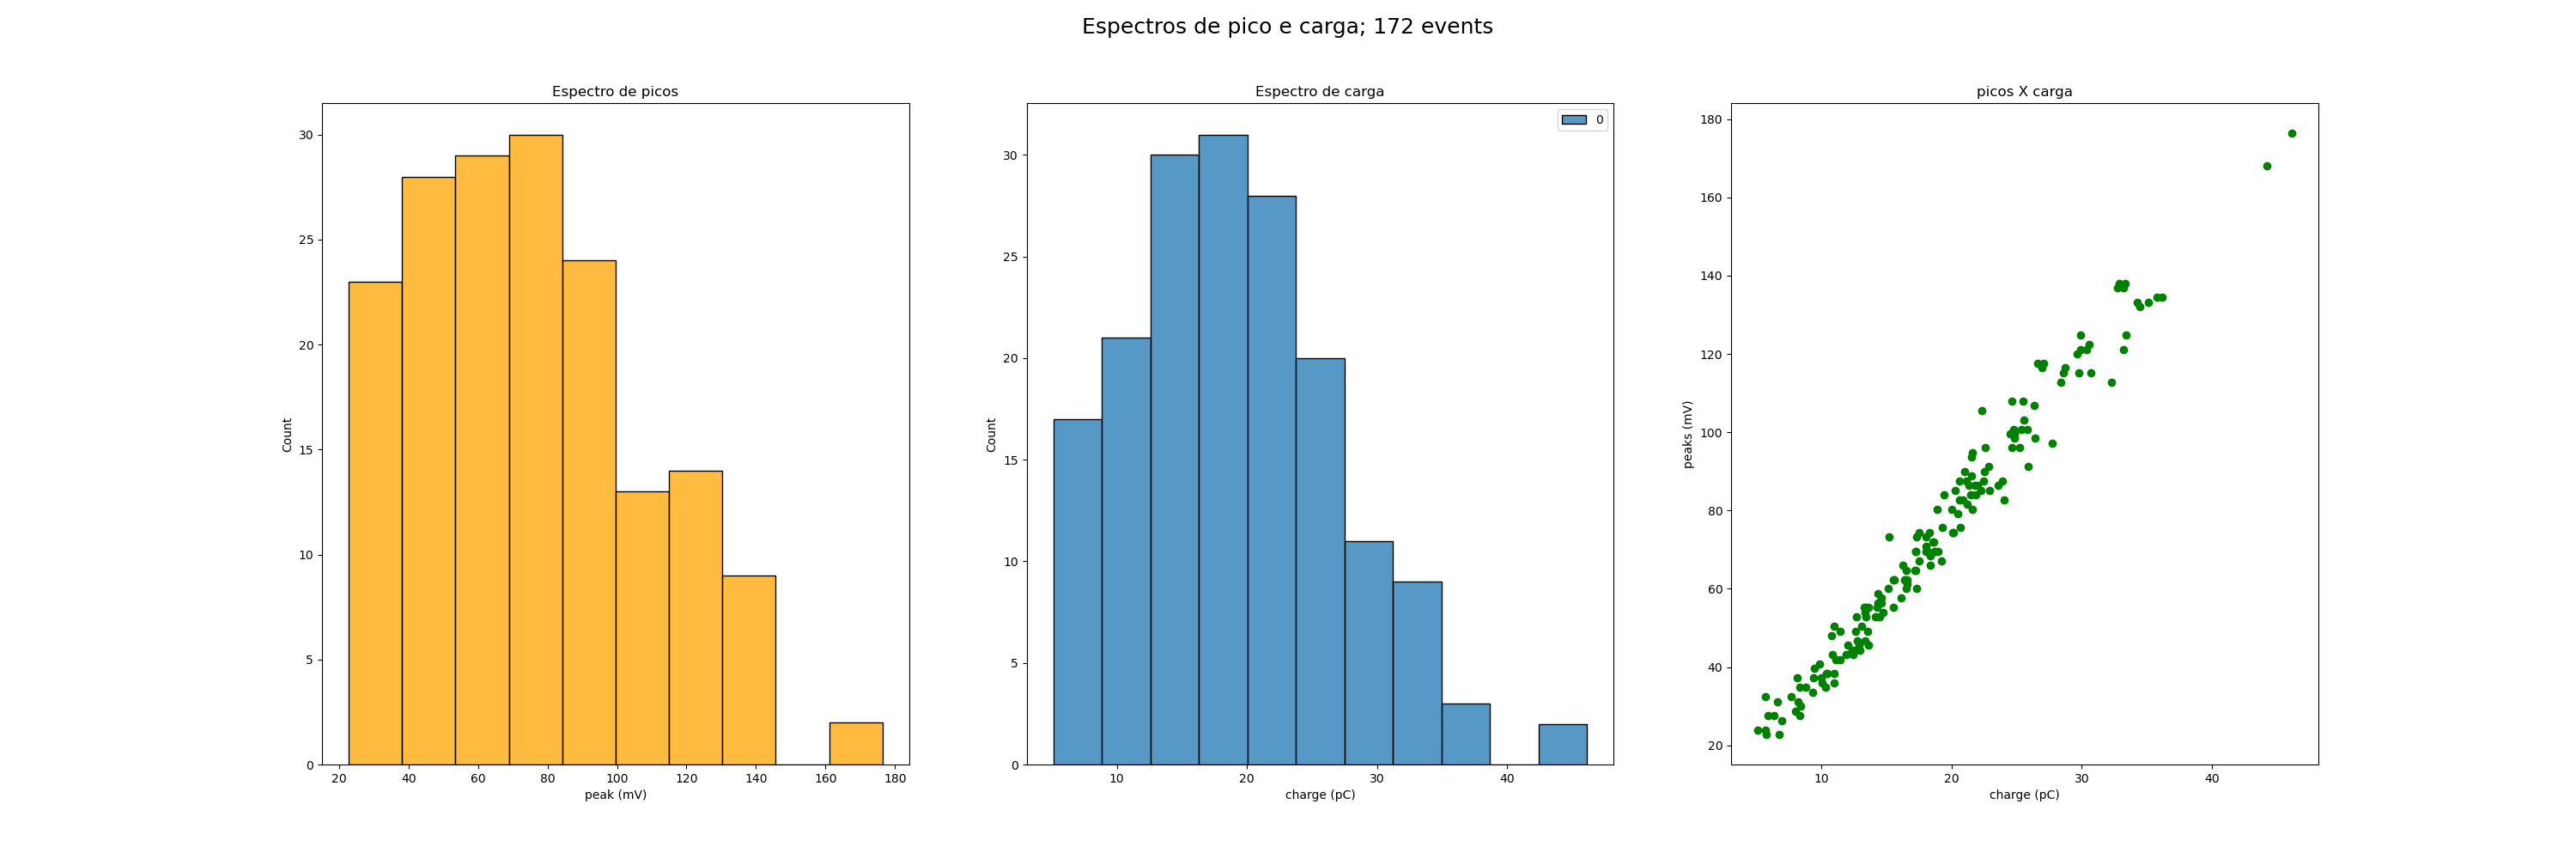 Espectros de pico e carga; 172 events
Espectro de picos
30
25
20
15
10
5
0
Count
20 40 60 80 100 120 140 160 180
peak (mV)
Espectro de carga
0
30
25
20
15
10
5
0
Count
10 20 30 40
charge (pC)
picos X carga
180
160
140
120
100
80
60
40
20
peaks (mV)
10 20 30 40
charge (pC)